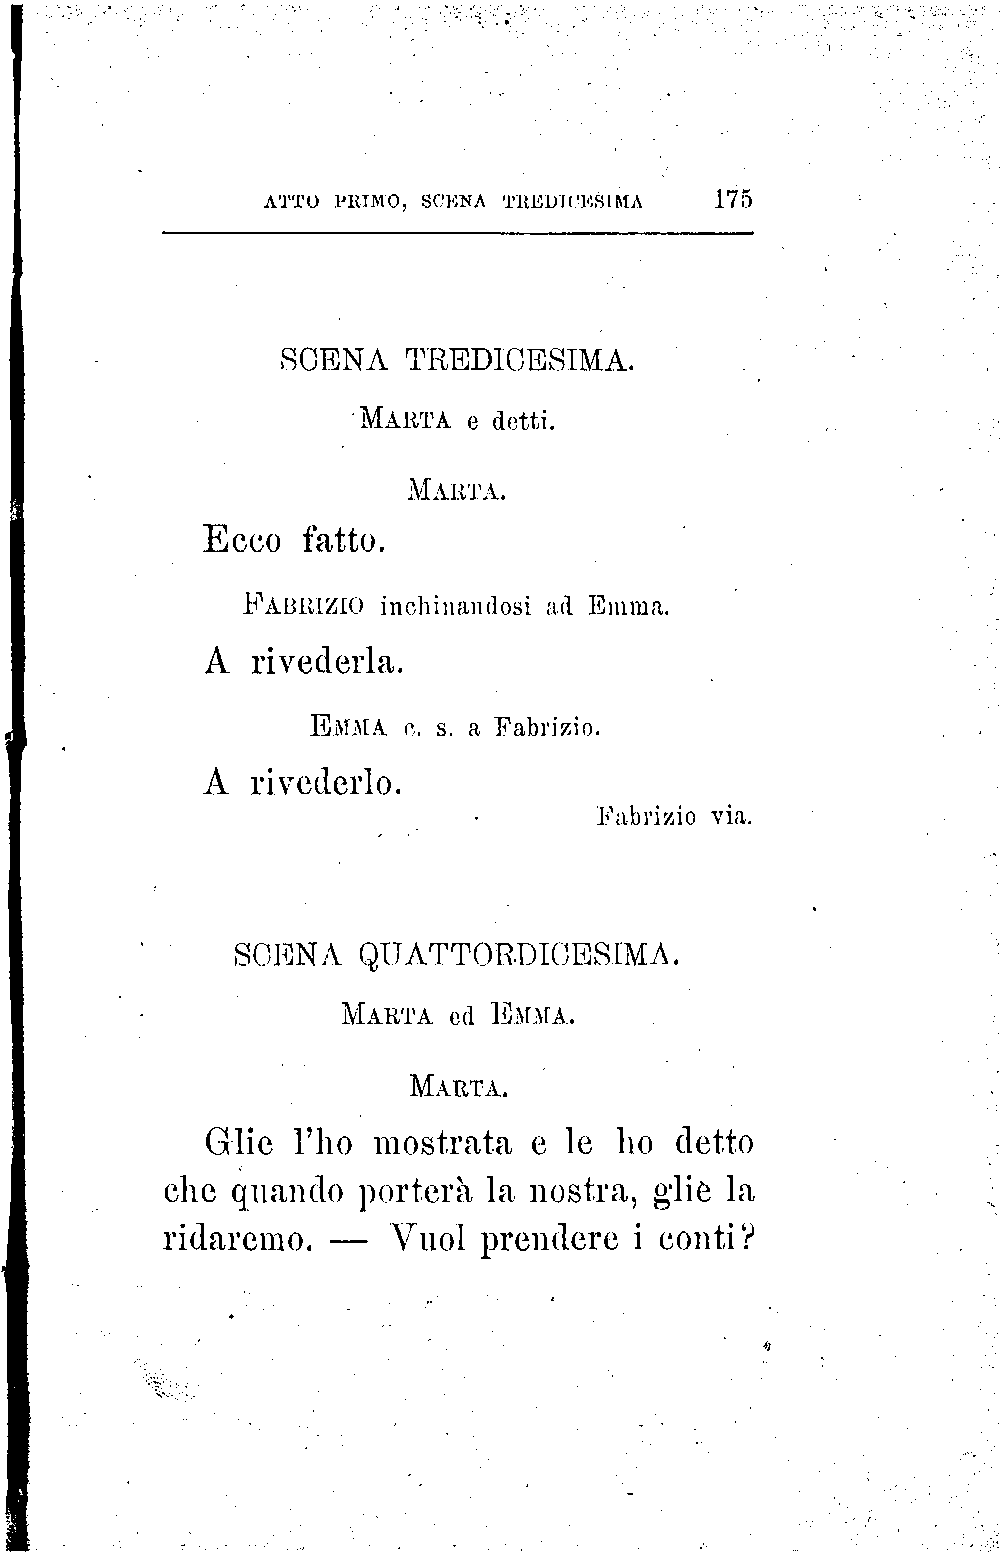 ATTO PRIMO, SCENA TREDICESIMA 175
SCENA TREDICESIMA.
MARTA e detti.
MARTA.
Ecco fatto.
FABRIZIO inchinandosi ad Emma.
A rivederla.
EMMA c. s. a Fabrizio.
A rivederlo.
Fabrizio via.
SCENA QUATTORDICESIMA.
MARTA ed EMMA.
MARTA.
Glie l'ho mostrata e le ho detto
che quando porterà la nostra, glie la
ridaremo. — Vuol prendere i conti?